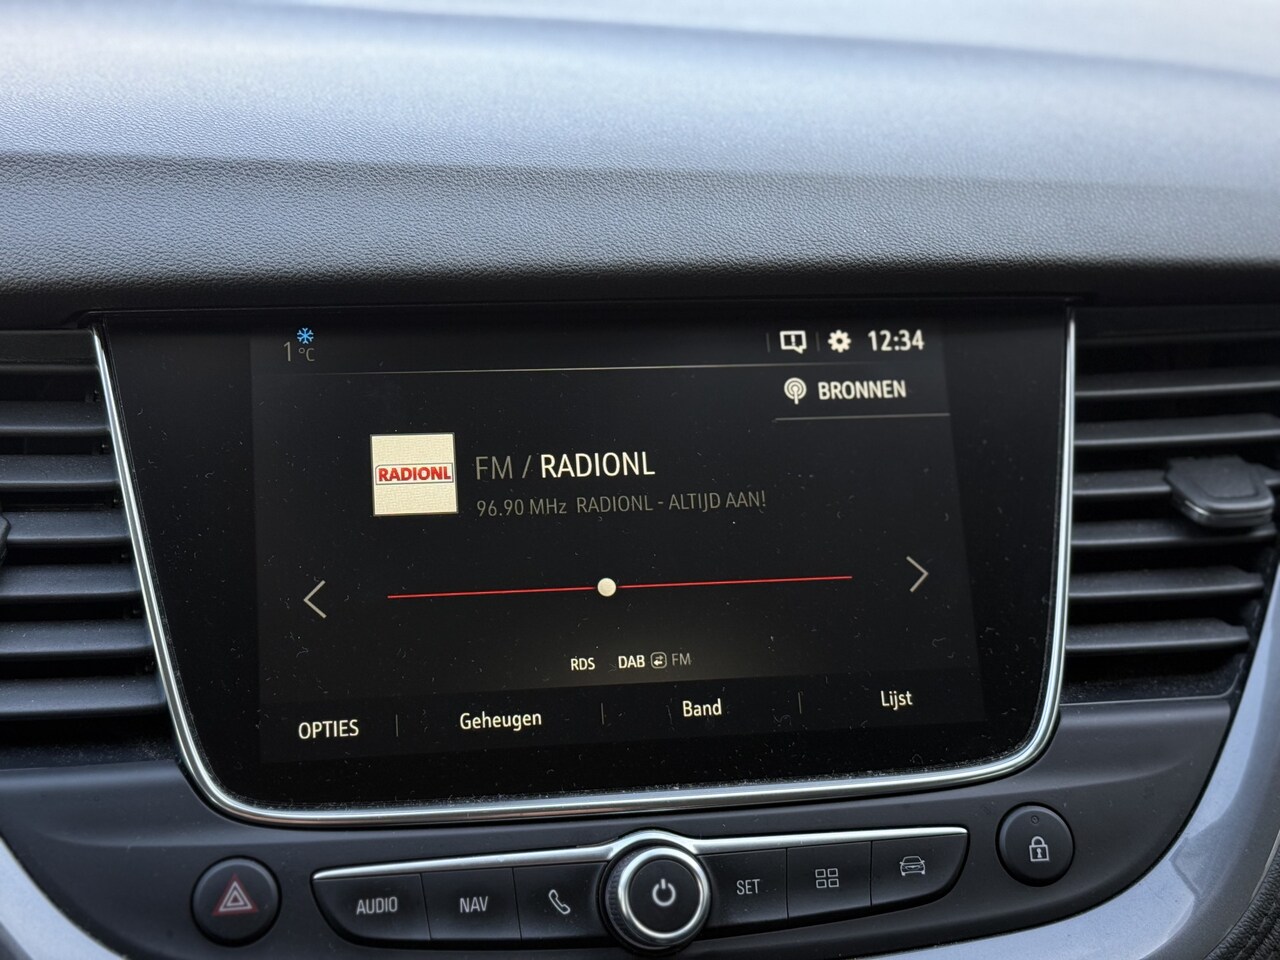 1 °C
12:34
BRONNEN
RADIONL
FM / RADIONL
96.90 MHz RADIONL - ALTIJD AAN!
RDS DAB FM
OPTIES Geheugen Band Lijst
AUDIO NAV SET